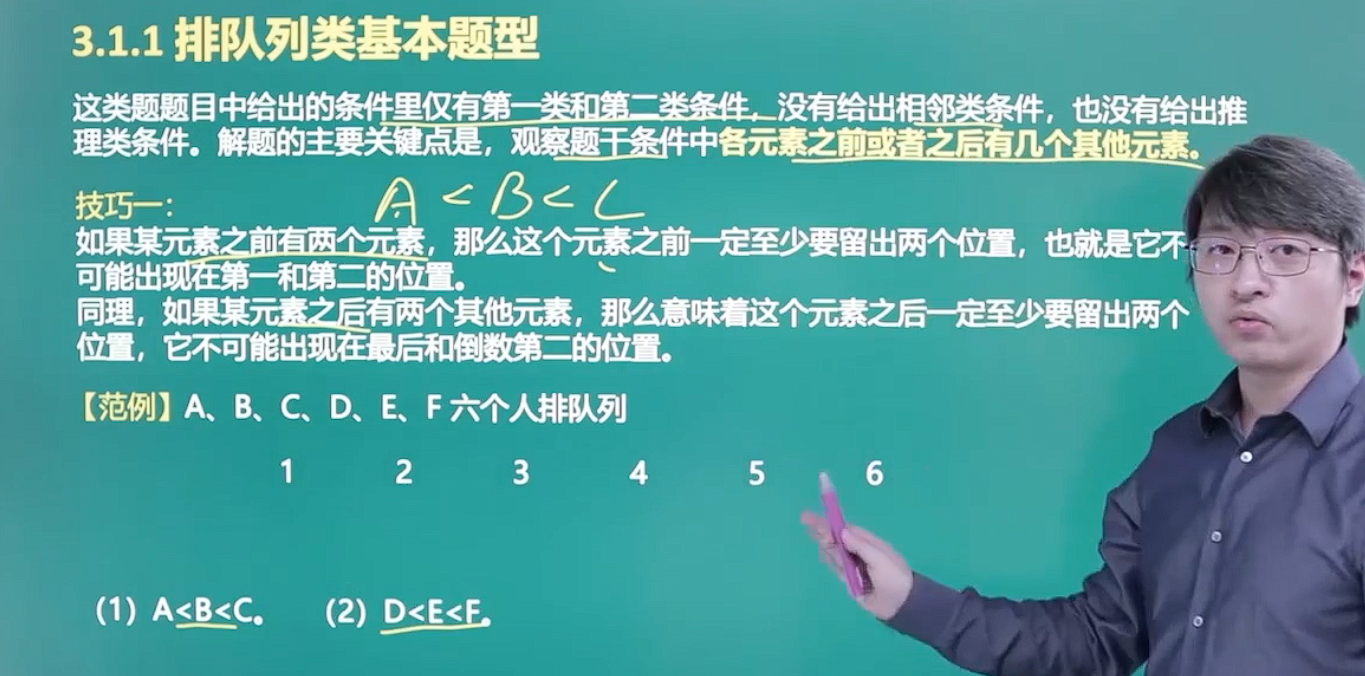 3.1.1 排队列类基本题型
这类题题目中给出的条件里仅有第一类和第二类条件，没有给出相邻类条件，也没有给出推
理类条件。解题的主要关键点是，观察题干条件中各元素之前或者之后有几个其他元素。
技巧一：
A < B < C
如果某元素之前有两个元素，那么这个元素之前一定至少要留出两个位置，也就是它不
可能出现在第一和第二的位置。
同理，如果某元素之后有两个其他元素，那么意味着这个元素之后一定至少要留出两个
位置，它不可能出现在最后和倒数第二的位置。
【范例】A、B、C、D、E、F 六个人排队列
1 2 3 4 5 6
（1）A<B<C。 （2）D<E<F。